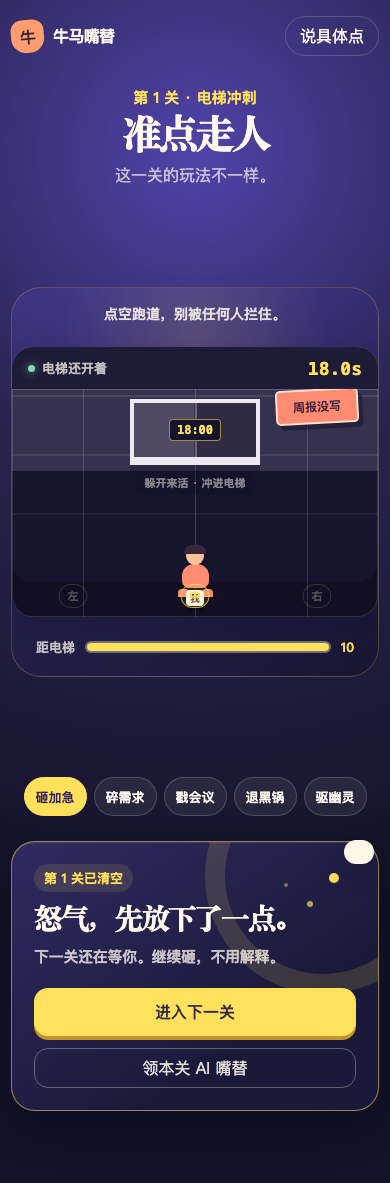 牛
牛马嘴替
说具体点
第 1 关 · 电梯冲刺
准点走人
这一关的玩法不一样。
点空跑道，别被任何人拦住。
电梯还开着
18.0s
周报没写
18:00
躲开来活 · 冲进电梯
左
我
右
距电梯
10
砸加急
碎需求
戳会议
退黑锅
驱幽灵
第 1 关已清空
怒气，先放下了一点。
下一关还在等你。继续砸，不用解释。
进入下一关
领本关 AI 嘴替